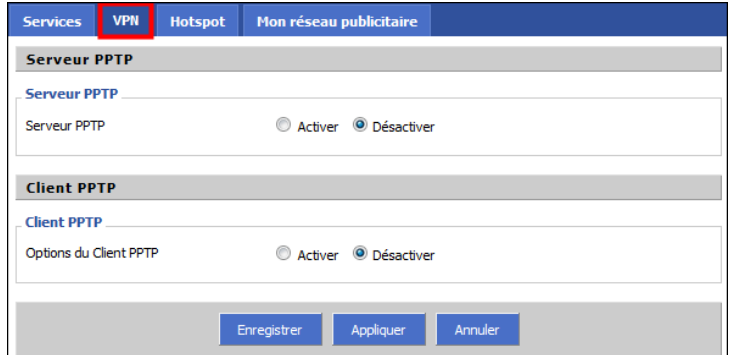 Services VPN Hotspot Mon réseau publicitaire
Serveur PPTP
Serveur PPTP
Serveur PPTP Activer Désactiver
Client PPTP
Client PPTP
Options du Client PPTP Activer Désactiver
Enregistrer Appliquer Annuler